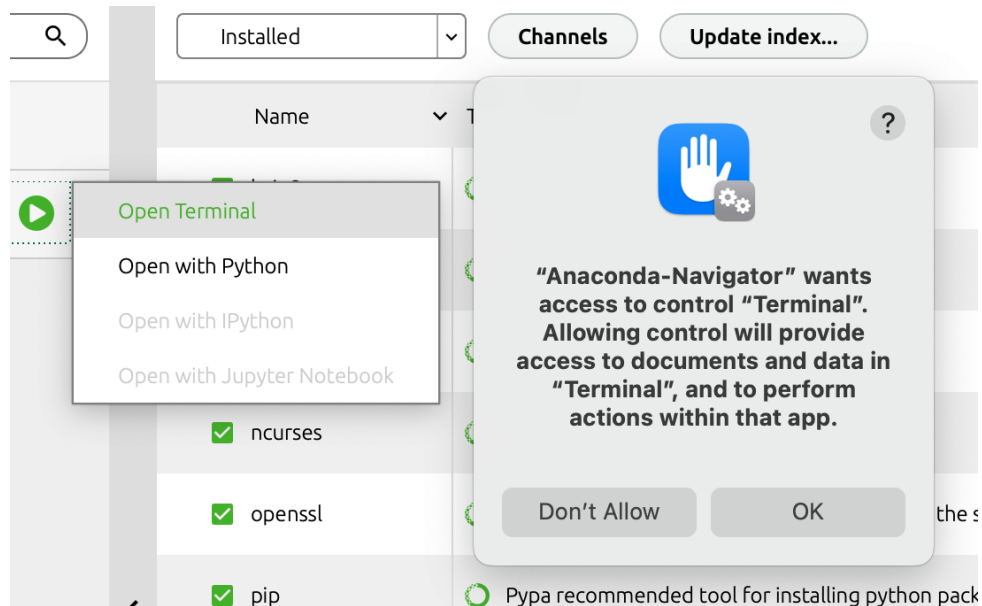 Installed
Channels
Update index...
Name
?
Open Terminal
Open with Python
Open with IPython
Open with Jupyter Notebook
“Anaconda-Navigator” wants
access to control “Terminal”.
Allowing control will provide
access to documents and data in
“Terminal”, and to perform
actions within that app.
Don’t Allow
OK
ncurses
openssl
the s
pip
Pypa recommended tool for installing python pack